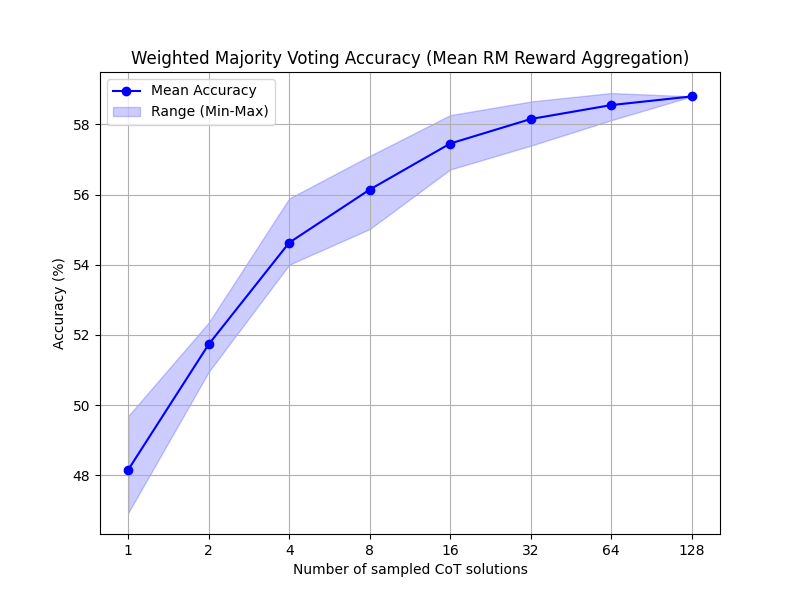 Weighted Majority Voting Accuracy (Mean RM Reward Aggregation)
Mean Accuracy
Range (Min-Max)
Accuracy (%)
58
56
54
52
50
48
1 2 4 8 16 32 64 128
Number of sampled CoT solutions